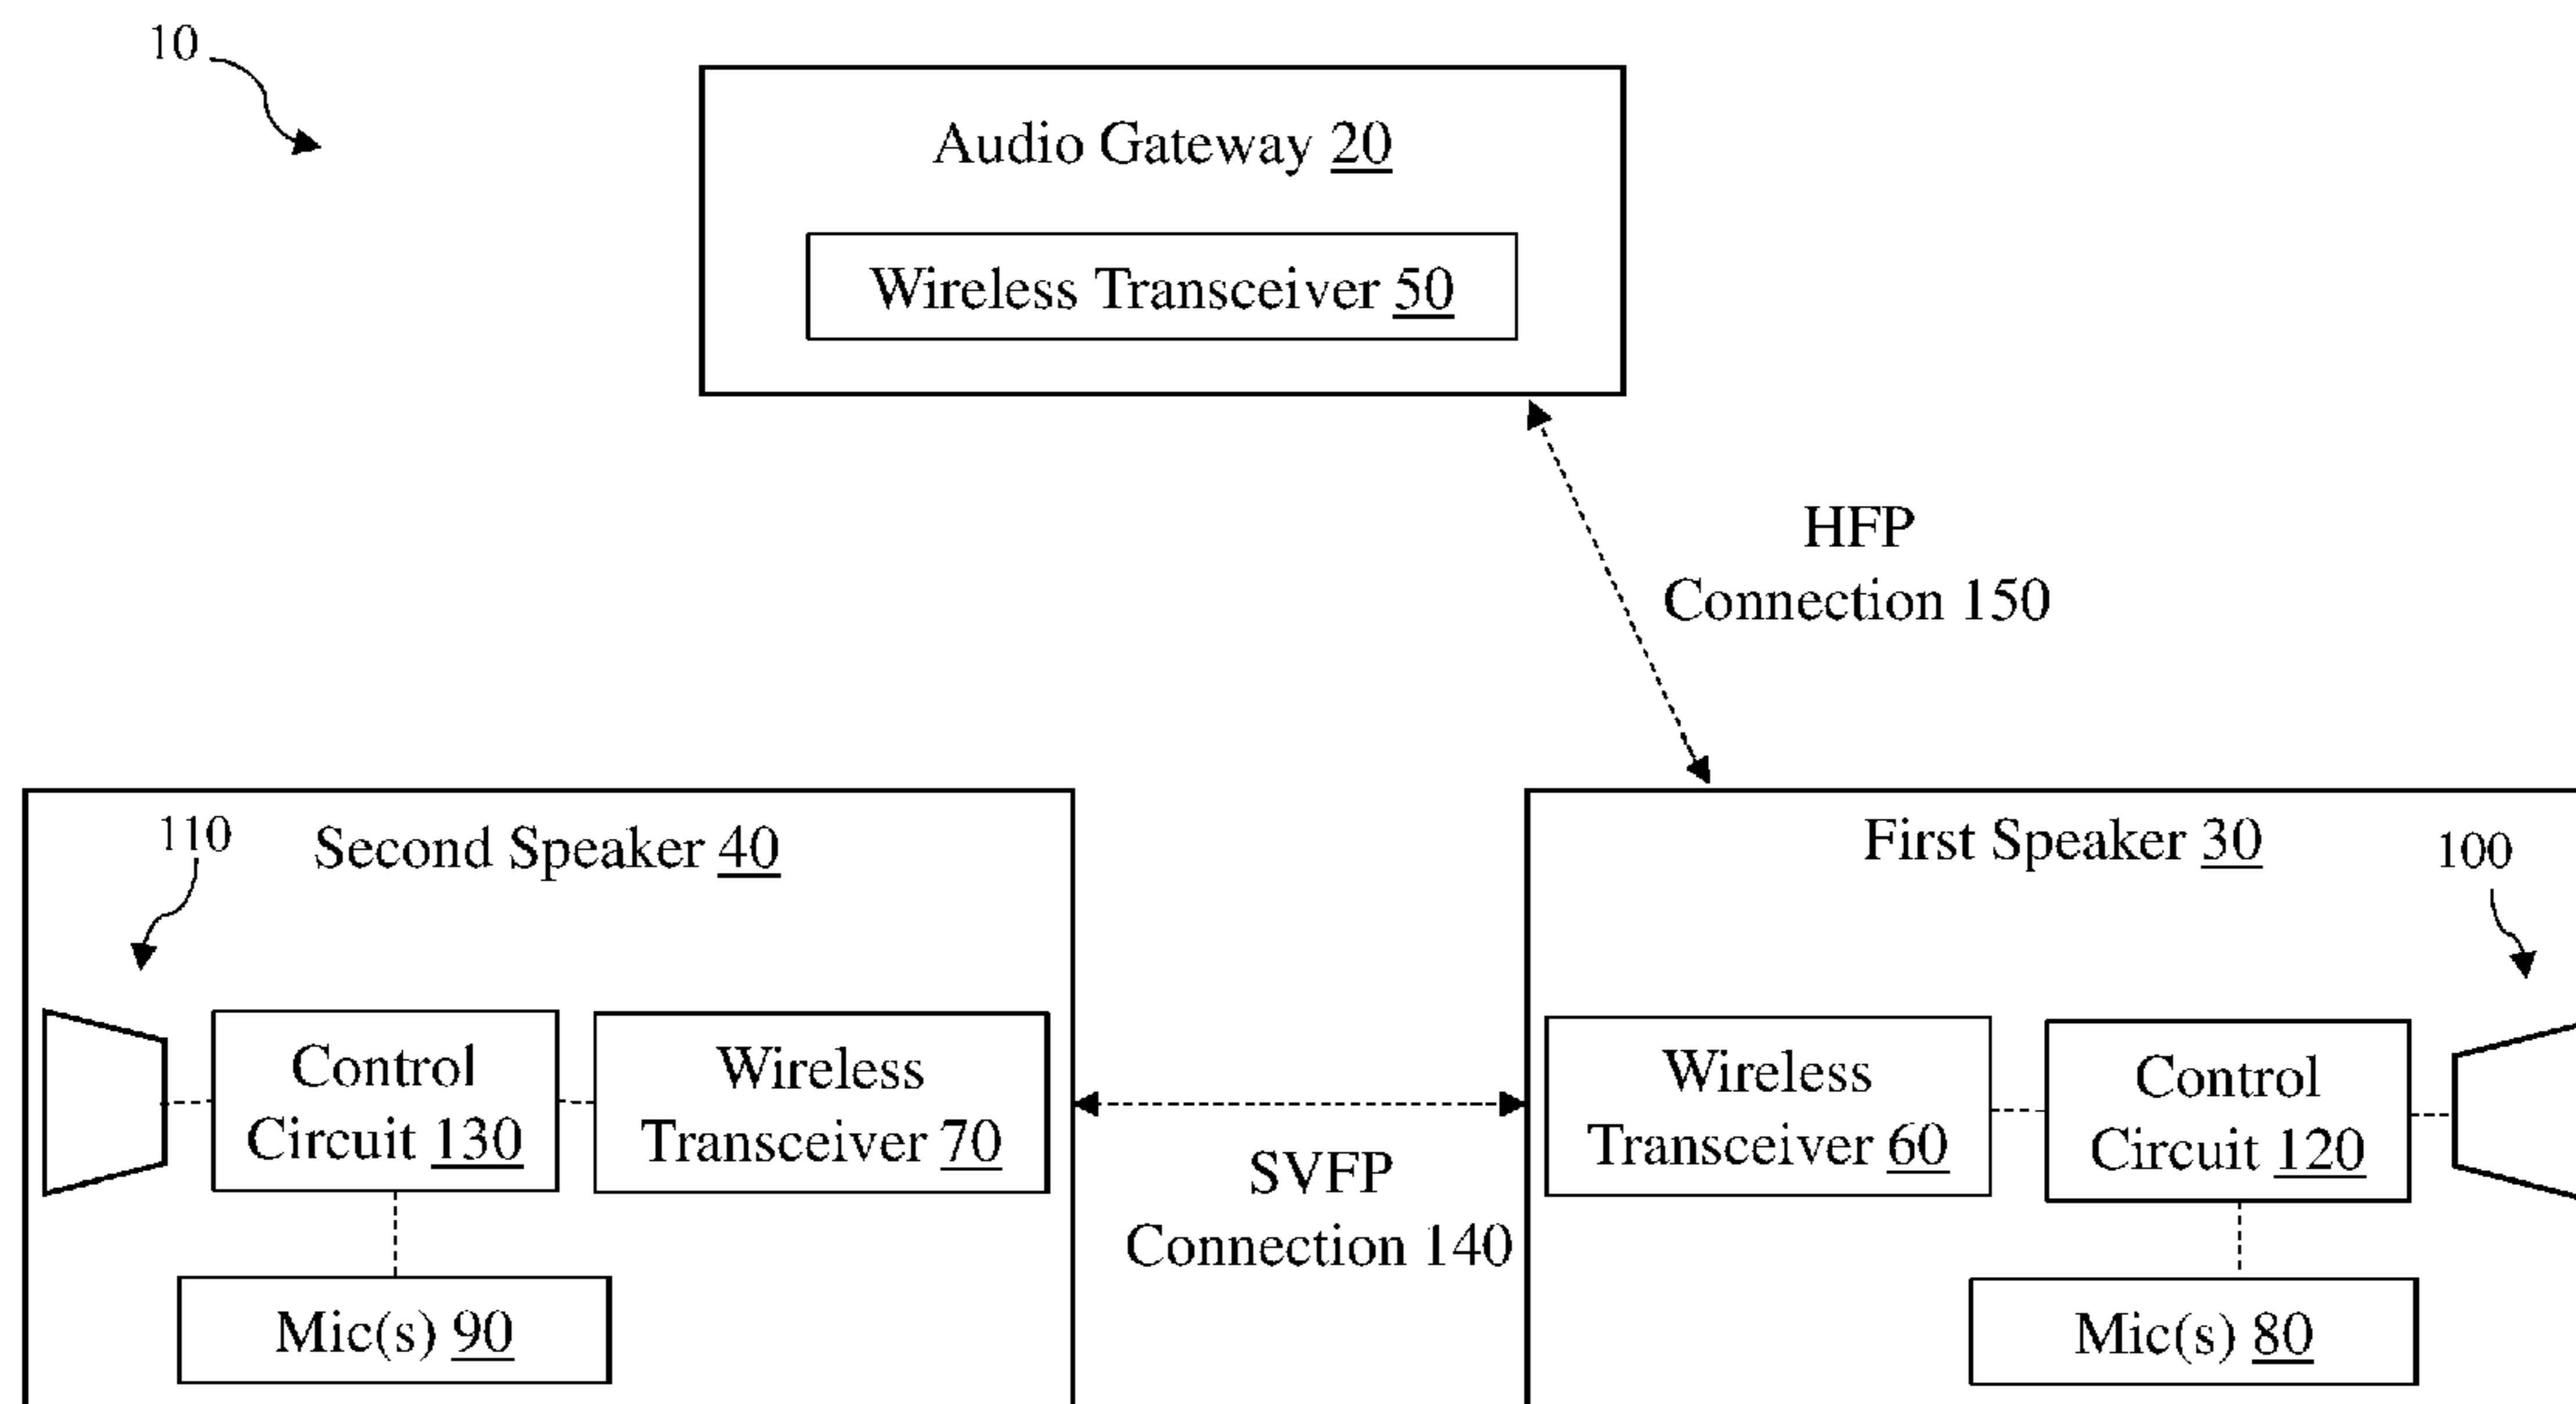 10
Audio Gateway 20
Wireless Transceiver 50
HFP
Connection 150
110
Second Speaker 40
First Speaker 30
100
Control
Circuit 130
Wireless
Transceiver 70
SVFP
Connection 140
Wireless
Transceiver 60
Control
Circuit 120
Mic(s) 90
Mic(s) 80